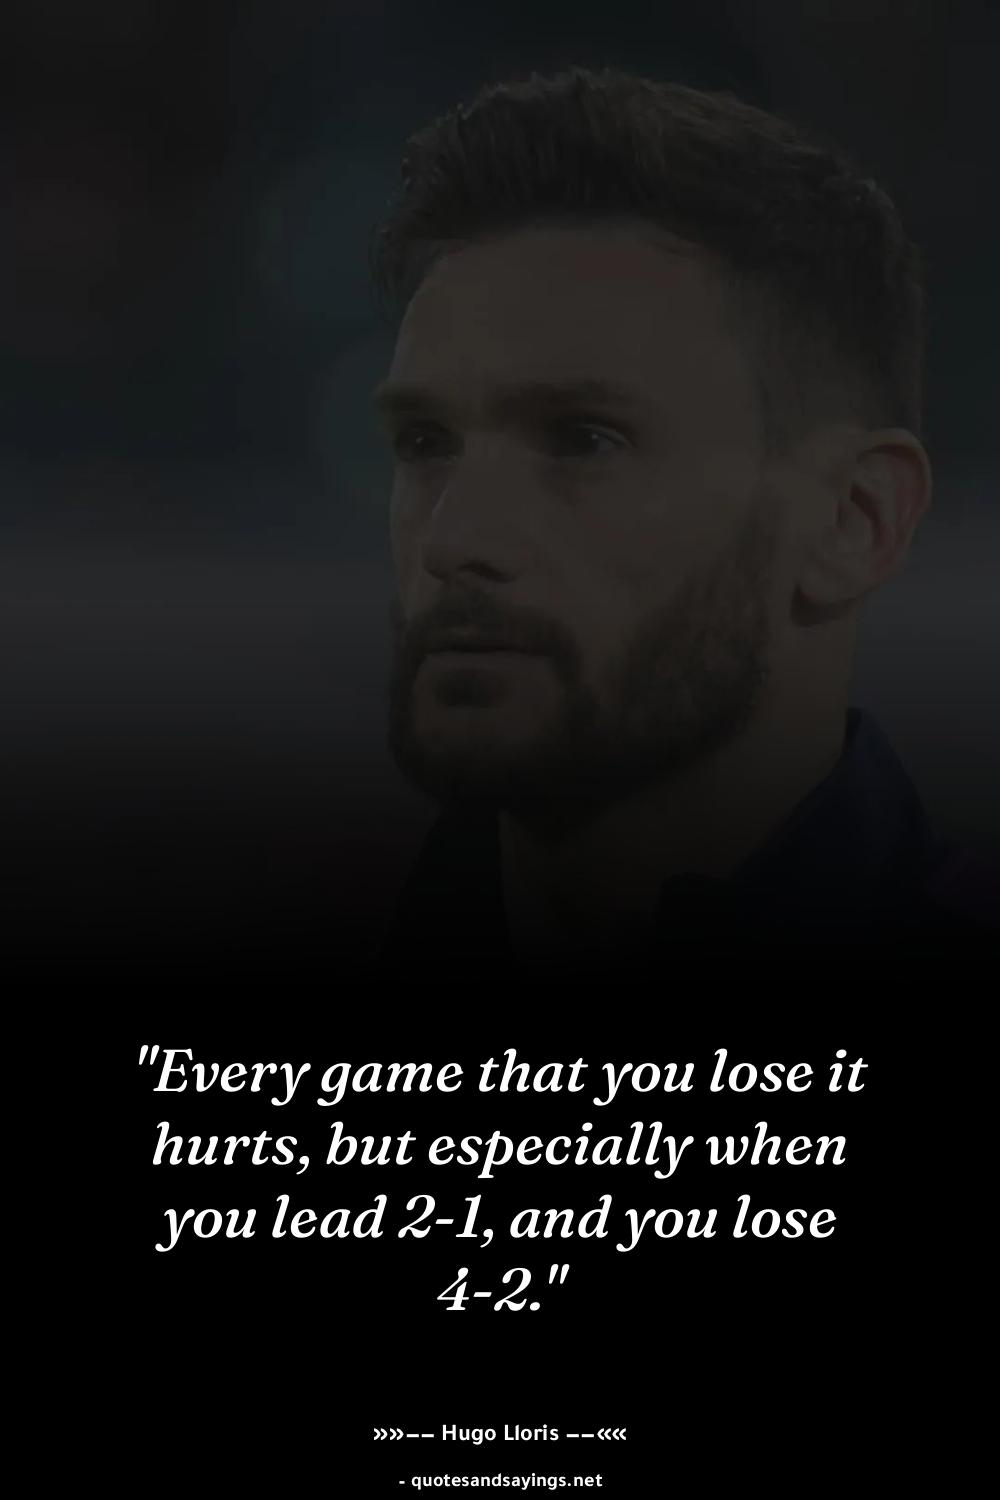 "Every game that you lose it
hurts, but especially when
you lead 2-1, and you lose
4-2."
»»−− Hugo Lloris −−««
- quotesandsayings.net